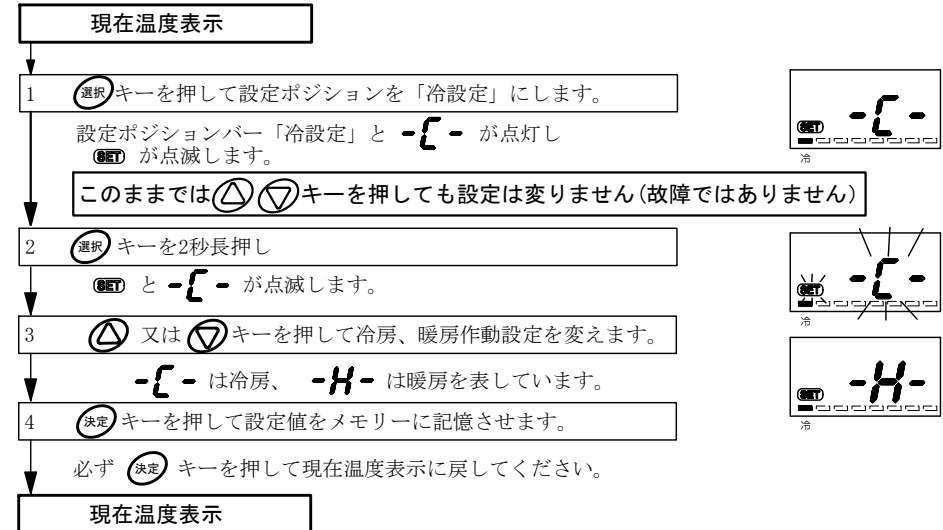 現在温度表示
1 選択キーを押して設定ポジションを「冷設定」にします。
設定ポジションバー「冷設定」と -C- が点灯し
SET が点滅します。
このままでは△▽キーを押しても設定は変りません(故障ではありません)
2 選択キーを2秒長押し
SET と -C- が点滅します。
3 △ 又は ▽キーを押して冷房、暖房作動設定を変えます。
-C- は冷房、 -H- は暖房を表しています。
4 決定キーを押して設定値をメモリーに記憶させます。
必ず 決定 キーを押して現在温度表示に戻してください。
現在温度表示
SET -C-
冷
SET -C-
冷
SET -H-
冷